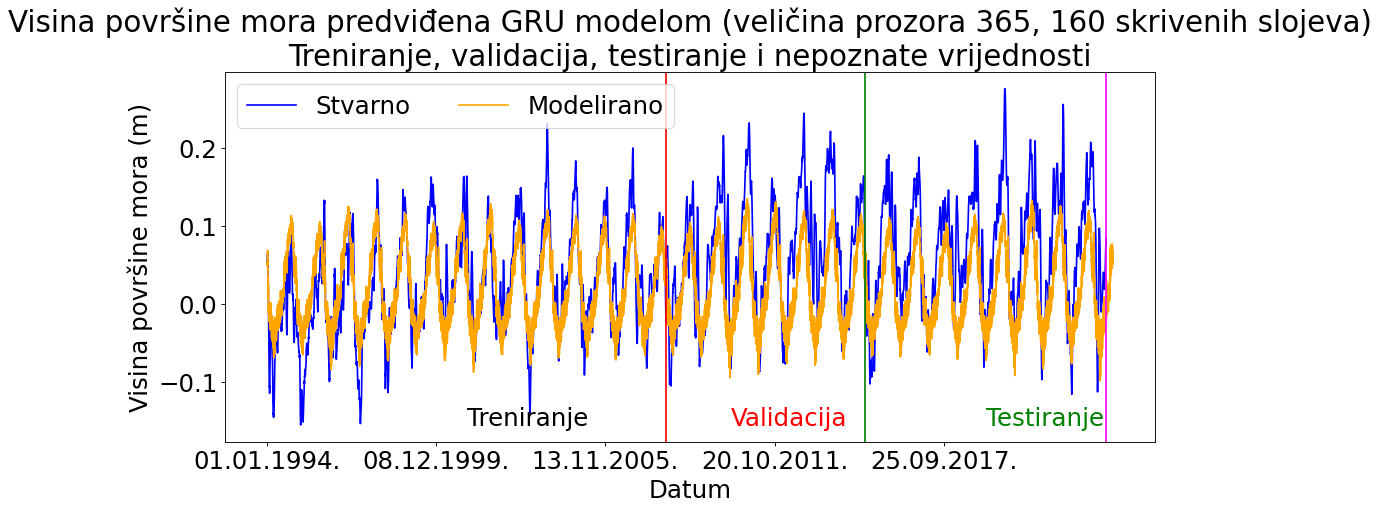 Visina površine mora predviđena GRU modelom (veličina prozora 365, 160 skrivenih slojeva)
Treniranje, validacija, testiranje i nepoznate vrijednosti
Stvarno
Modelirano
Visina površine mora (m)
0.2
0.1
0.0
−0.1
Treniranje
Validacija
Testiranje
01.01.1994.
08.12.1999.
13.11.2005.
20.10.2011.
25.09.2017.
Datum